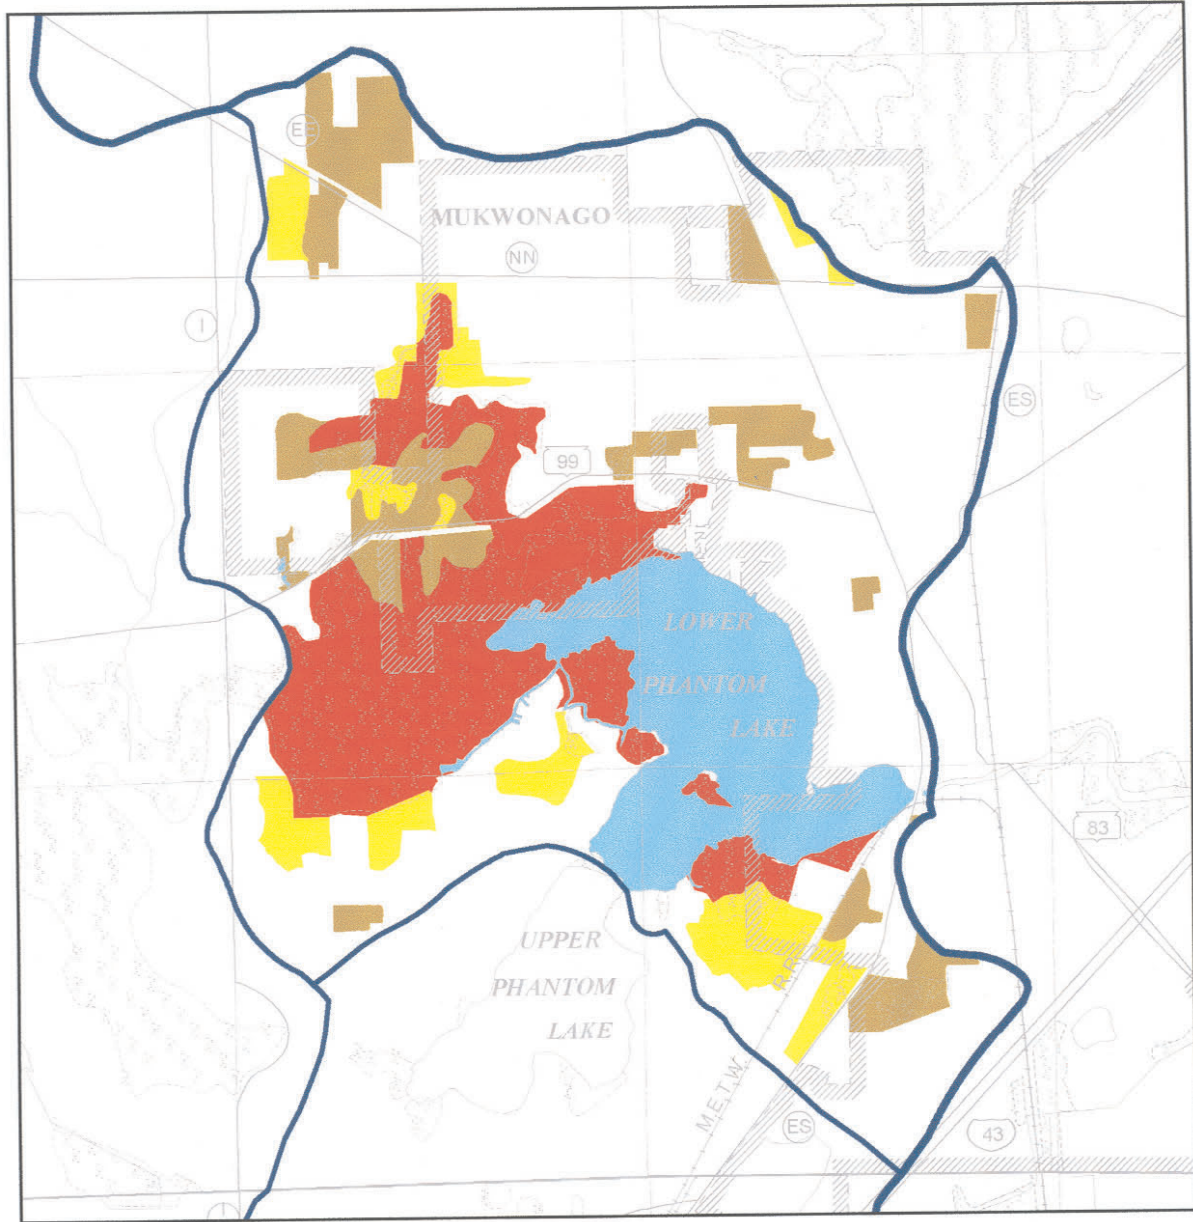 EE
MUKWONAGO
NN
I
ES
99
LOWER
PHANTOM
LAKE
83
UPPER
PHANTOM
LAKE
R.R.
M.E.T.W.
ES
43
I